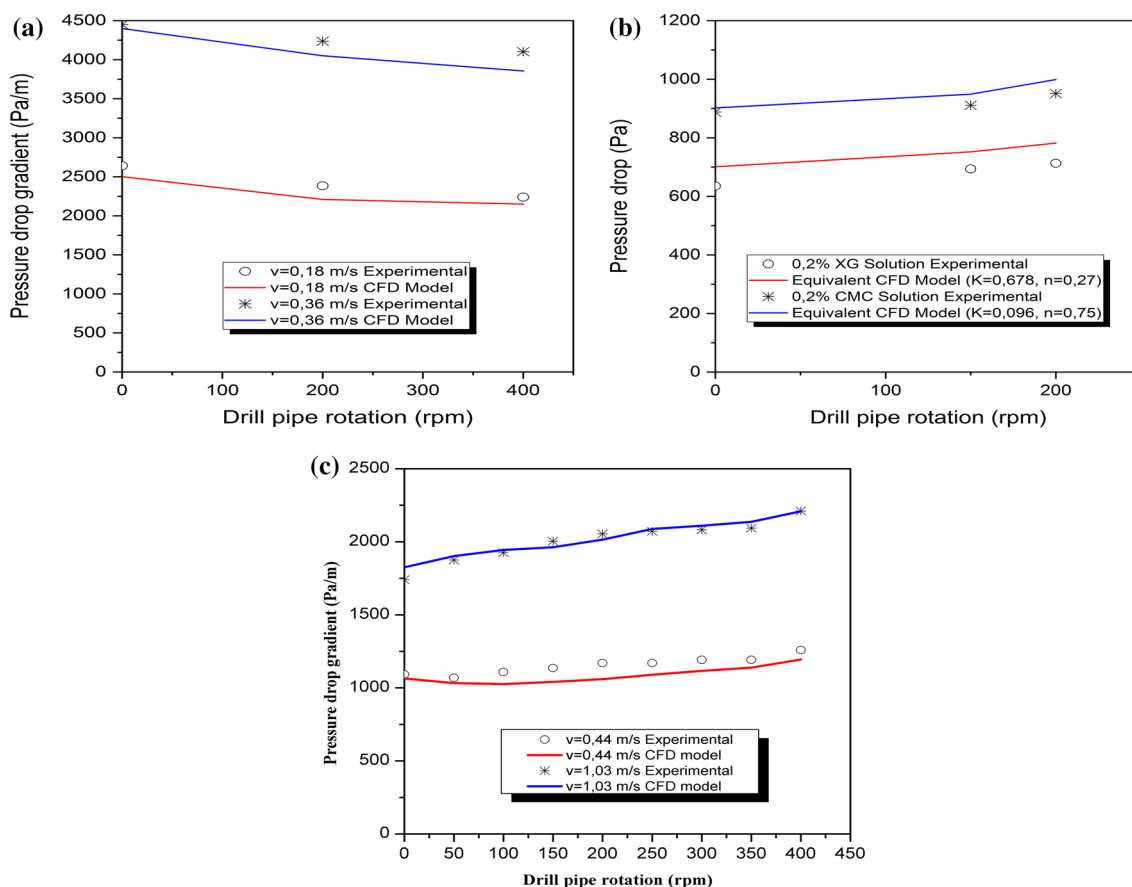 (a)
Pressure drop gradient (Pa/m)
4500
4000
3500
3000
2500
2000
1500
1000
500
0
v=0,18 m/s Experimental
v=0,18 m/s CFD Model
v=0,36 m/s Experimental
v=0,36 m/s CFD Model
0 100 200 300 400
Drill pipe rotation (rpm)
(b)
Pressure drop (Pa)
1200
1000
800
600
400
200
0
0,2% XG Solution Experimental
Equivalent CFD Model (K=0,678, n=0,27)
0,2% CMC Solution Experimental
Equivalent CFD Model (K=0,096, n=0,75)
0 100 200
Drill pipe rotation (rpm)
(c)
Pressure drop gradient (Pa/m)
2500
2000
1500
1000
500
0
v=0,44 m/s Experimental
v=0,44 m/s CFD model
v=1,03 m/s Experimental
v=1,03 m/s CFD model
0 50 100 150 200 250 300 350 400 450
Drill pipe rotation (rpm)